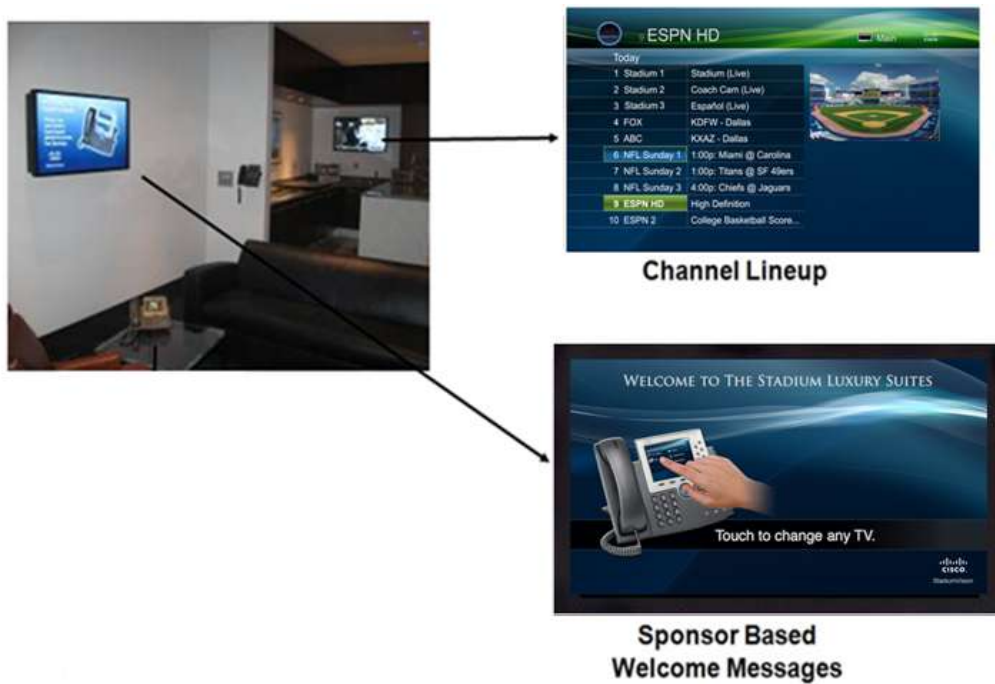 ESPN HD
Main
Today
1 Stadium 1 Stadium (Live)
2 Stadium 2 Coach Cam (Live)
3 Stadium 3 Español (Live)
4 FOX KDFW - Dallas
5 ABC KXAZ - Dallas
6 NFL Sunday 1 1:00p: Miami @ Carolina
7 NFL Sunday 2 1:00p: Titans @ SF 49ers
8 NFL Sunday 3 4:00p: Chiefs @ Jaguars
9 ESPN HD High Definition
10 ESPN 2 College Basketball Score...
Channel Lineup
WELCOME TO THE STADIUM LUXURY SUITES
Touch to change any TV.
CISCO
StadiumVision
Sponsor Based
Welcome Messages